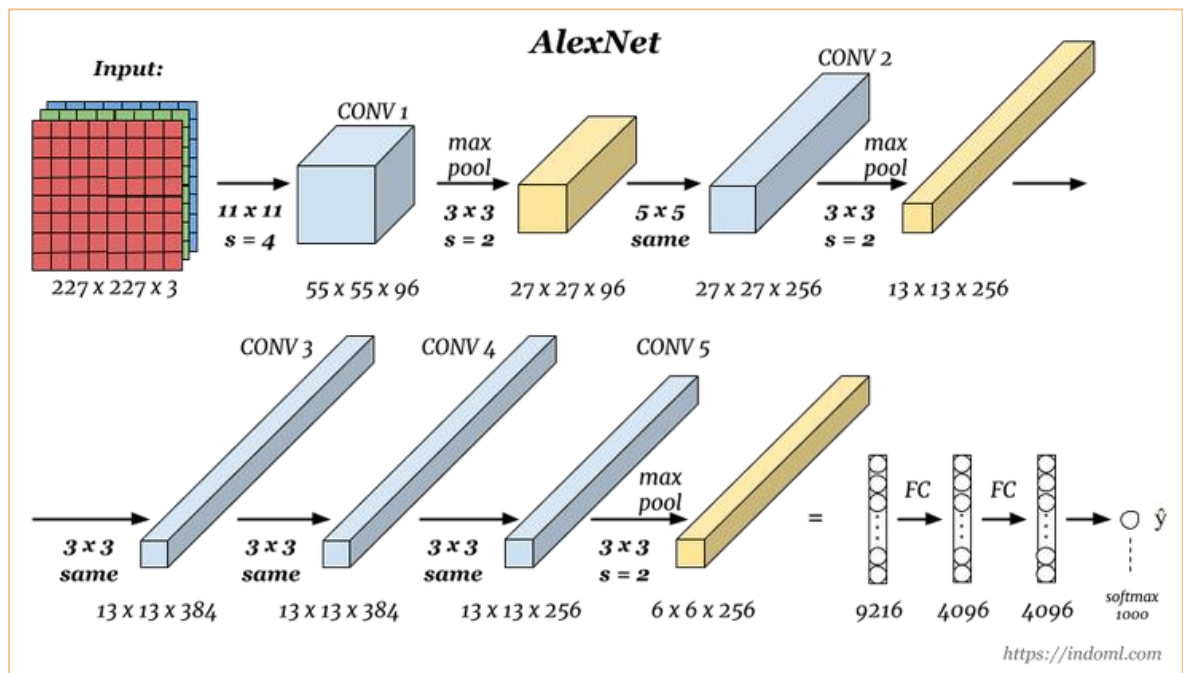 AlexNet
Input:
CONV 1
CONV 2
max
pool
max
pool
11 x 11
s = 4
3 x 3
s = 2
5 x 5
same
3 x 3
s = 2
227 x 227 x 3
55 x 55 x 96
27 x 27 x 96
27 x 27 x 256
13 x 13 x 256
CONV 3
CONV 4
CONV 5
max
pool
3 x 3
same
3 x 3
same
3 x 3
same
3 x 3
s = 2
=
FC
FC
ŷ
13 x 13 x 384
13 x 13 x 384
13 x 13 x 256
6 x 6 x 256
9216
4096
4096
softmax
1000
https://indoml.com